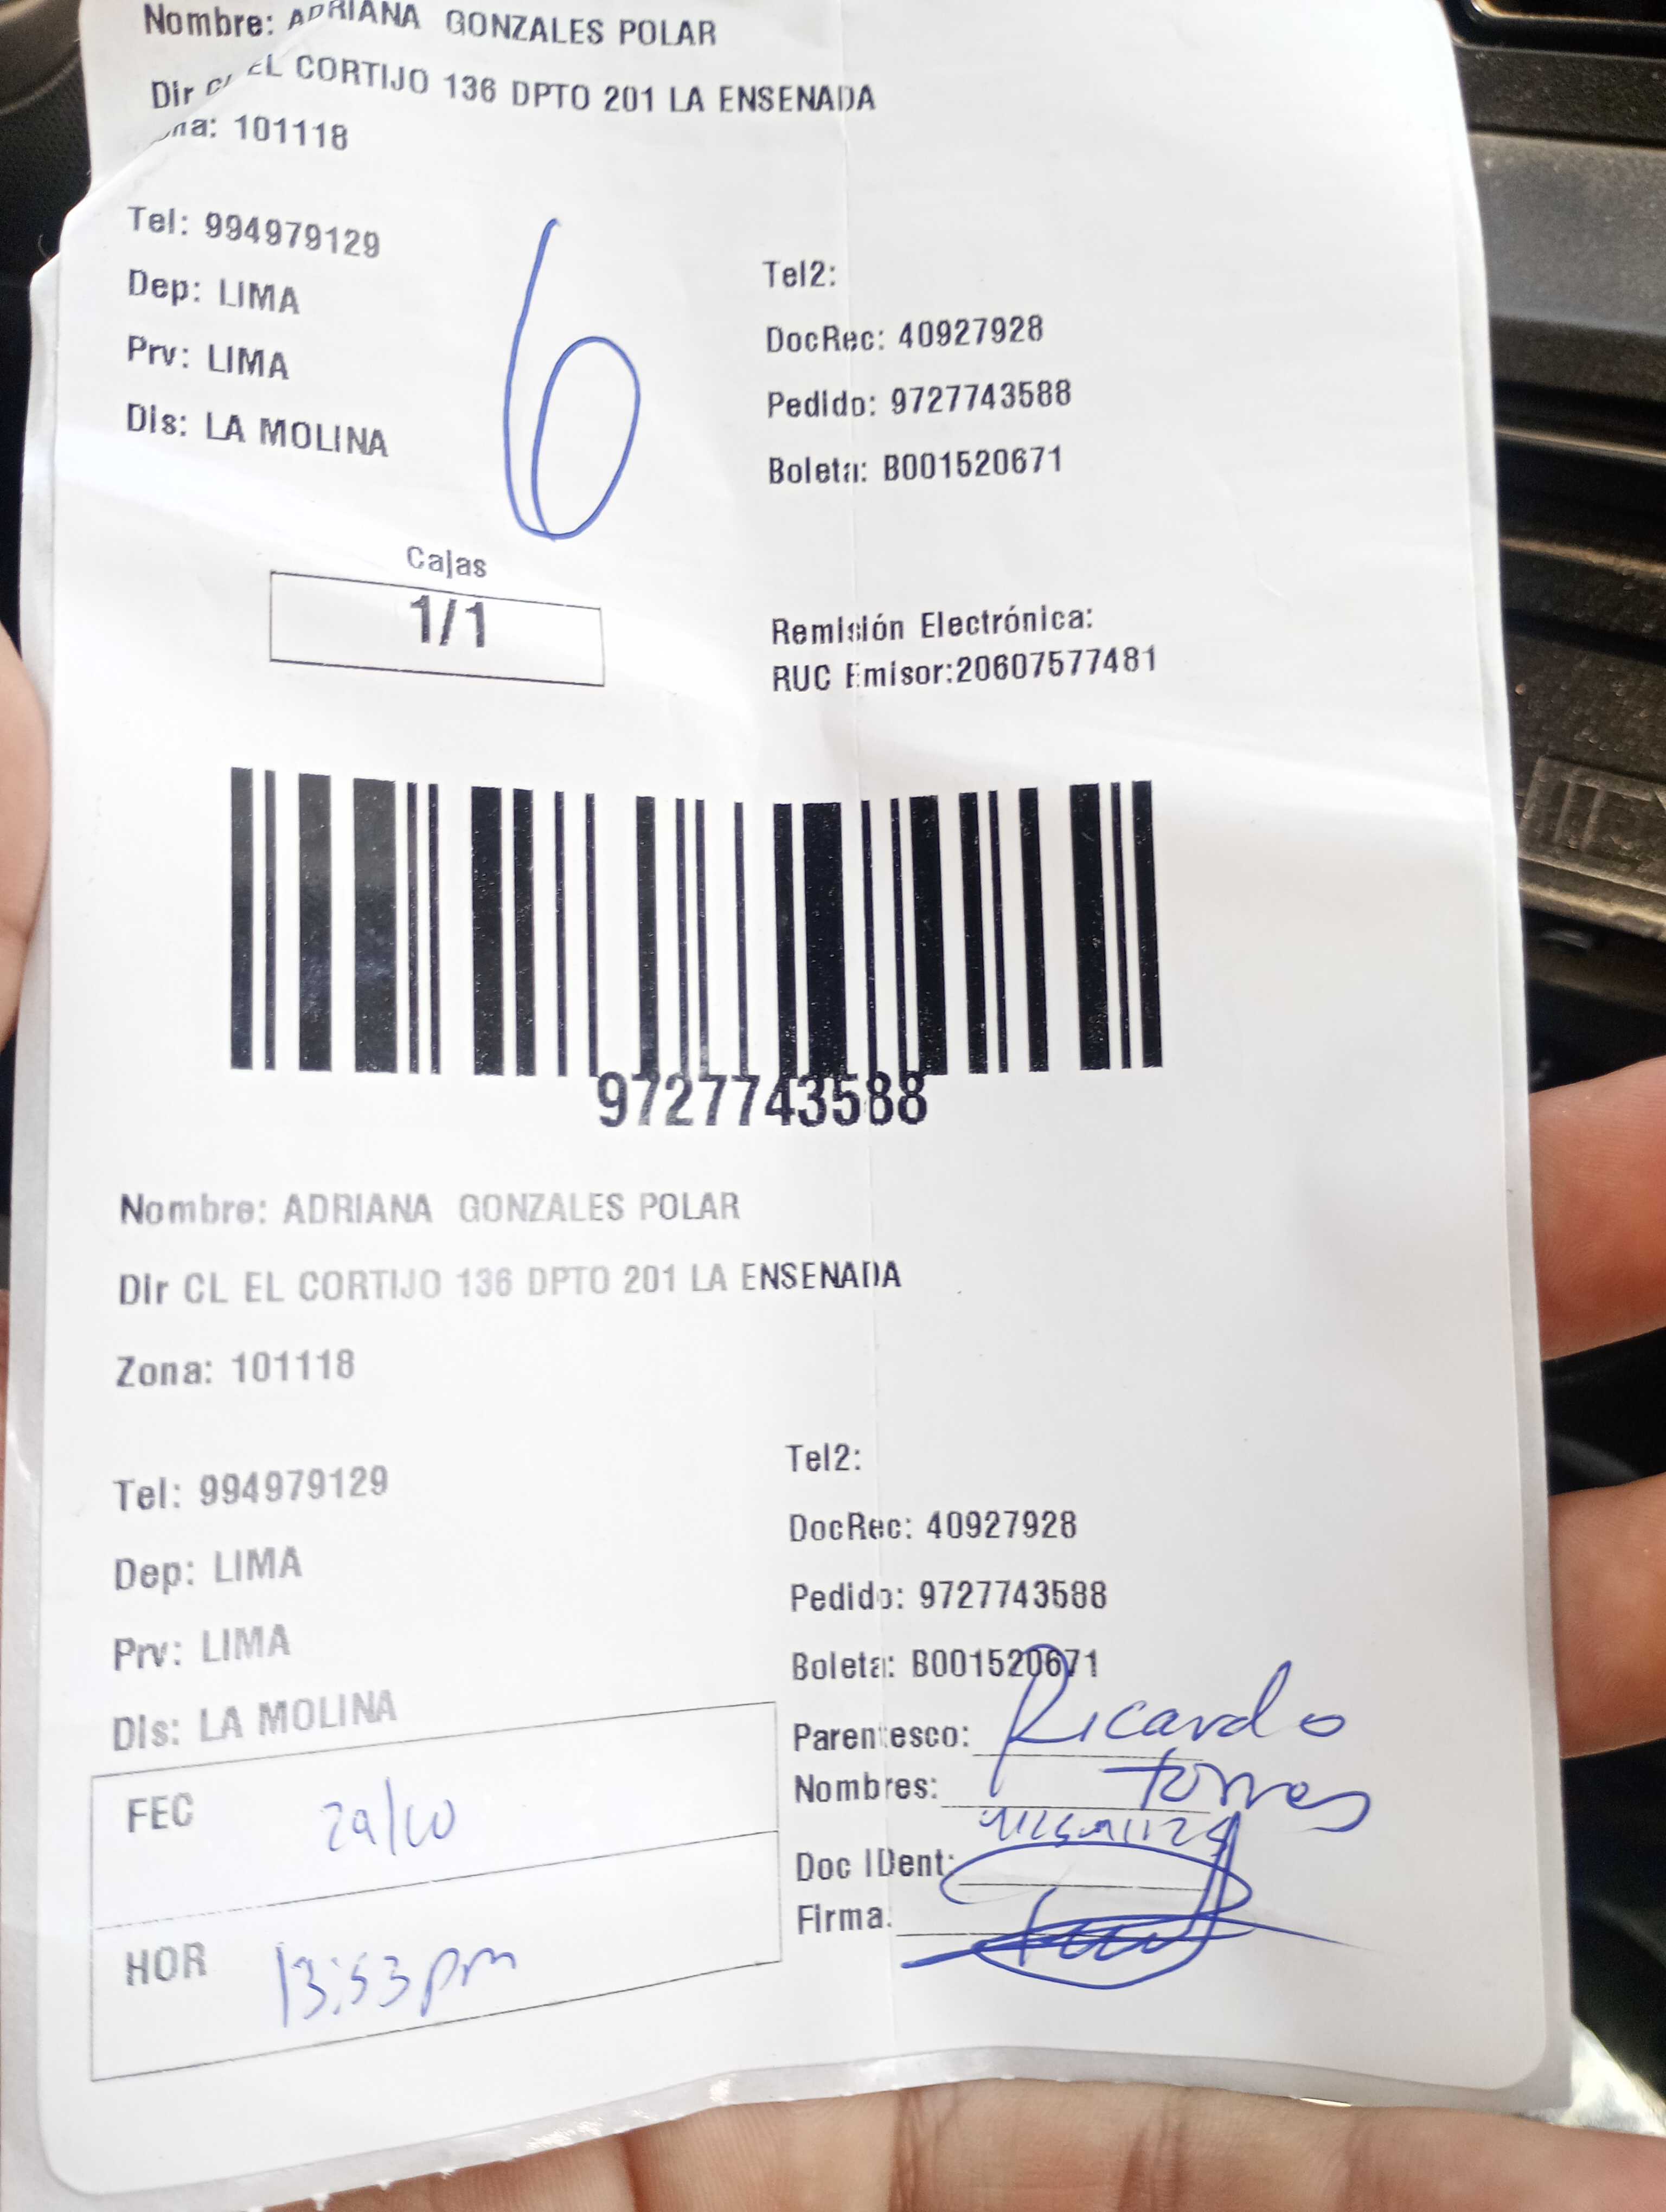 Nombre: ADRIANA GONZALES POLAR
Dir EL CORTIJO 136 DPTO 201 LA ENSENADA
na: 101118
Tel: 994979129
Dep: LIMA
Prv: LIMA
Dis: LA MOLINA
6
Tel2:
DocRec: 40927928
Pedido: 9727743588
Boleta: B001520671
Cajas
1/1
Remisión Electrónica:
RUC Emisor:20607577481
9727743588
Nombre: ADRIANA GONZALES POLAR
Dir CL EL CORTIJO 136 DPTO 201 LA ENSENADA
Zona: 101118
Tel: 994979129
Dep: LIMA
Prv: LIMA
Dis: LA MOLINA
Tel2:
DocRec: 40927928
Pedido: 9727743588
Boleta: B001520671
Parentesco: Ricardo
Nombres: Torres
Doc IDent:
Firma:
FEC
HOR 13:53 pm